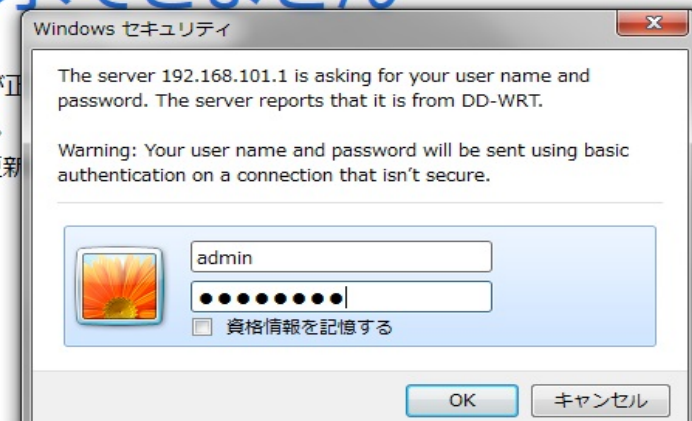 Windows セキュリティ
The server 192.168.101.1 is asking for your user name and
password. The server reports that it is from DD-WRT.
Warning: Your user name and password will be sent using basic
authentication on a connection that isn't secure.
admin
●●●●●●●●
資格情報を記憶する
OK
キャンセル